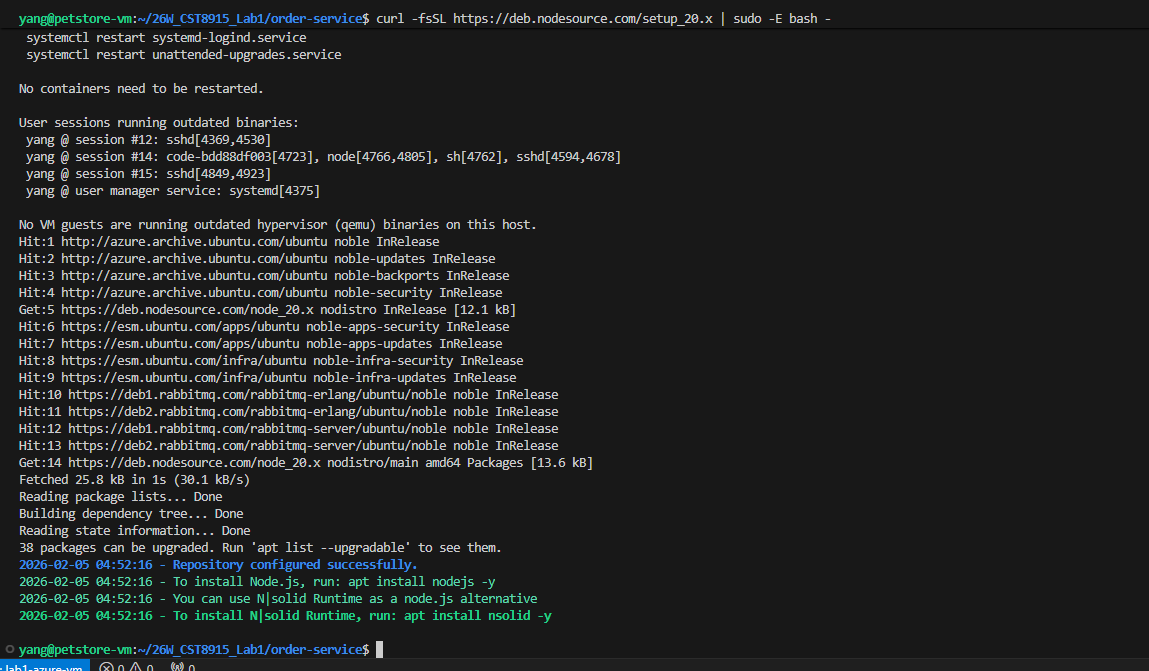 yang@petstore-vm:~/26W_CST8915_Lab1/order-service$ curl -fsSL https://deb.nodesource.com/setup_20.x | sudo -E bash -
systemctl restart systemd-logind.service
systemctl restart unattended-upgrades.service
No containers need to be restarted.
User sessions running outdated binaries:
yang @ session #12: sshd[4369,4530]
yang @ session #14: code-bdd88df003[4723], node[4766,4805], sh[4762], sshd[4594,4678]
yang @ session #15: sshd[4849,4923]
yang @ user manager service: systemd[4375]
No VM guests are running outdated hypervisor (qemu) binaries on this host.
Hit:1 http://azure.archive.ubuntu.com/ubuntu noble InRelease
Hit:2 http://azure.archive.ubuntu.com/ubuntu noble-updates InRelease
Hit:3 http://azure.archive.ubuntu.com/ubuntu noble-backports InRelease
Hit:4 http://azure.archive.ubuntu.com/ubuntu noble-security InRelease
Get:5 https://deb.nodesource.com/node_20.x nodistro InRelease [12.1 kB]
Hit:6 https://esm.ubuntu.com/apps/ubuntu noble-apps-security InRelease
Hit:7 https://esm.ubuntu.com/apps/ubuntu noble-apps-updates InRelease
Hit:8 https://esm.ubuntu.com/infra/ubuntu noble-infra-security InRelease
Hit:9 https://esm.ubuntu.com/infra/ubuntu noble-infra-updates InRelease
Hit:10 https://deb1.rabbitmq.com/rabbitmq-erlang/ubuntu/noble noble InRelease
Hit:11 https://deb2.rabbitmq.com/rabbitmq-erlang/ubuntu/noble noble InRelease
Hit:12 https://deb1.rabbitmq.com/rabbitmq-server/ubuntu/noble noble InRelease
Hit:13 https://deb2.rabbitmq.com/rabbitmq-server/ubuntu/noble noble InRelease
Get:14 https://deb.nodesource.com/node_20.x nodistro/main amd64 Packages [13.6 kB]
Fetched 25.8 kB in 1s (30.1 kB/s)
Reading package lists... Done
Building dependency tree... Done
Reading state information... Done
38 packages can be upgraded. Run 'apt list --upgradable' to see them.
2026-02-05 04:52:16 - Repository configured successfully.
2026-02-05 04:52:16 - To install Node.js, run: apt install nodejs -y
2026-02-05 04:52:16 - You can use N|solid Runtime as a node.js alternative
2026-02-05 04:52:16 - To install N|solid Runtime, run: apt install nsolid -y
yang@petstore-vm:~/26W_CST8915_Lab1/order-service$
: lab1-azure-vm 0 0 0